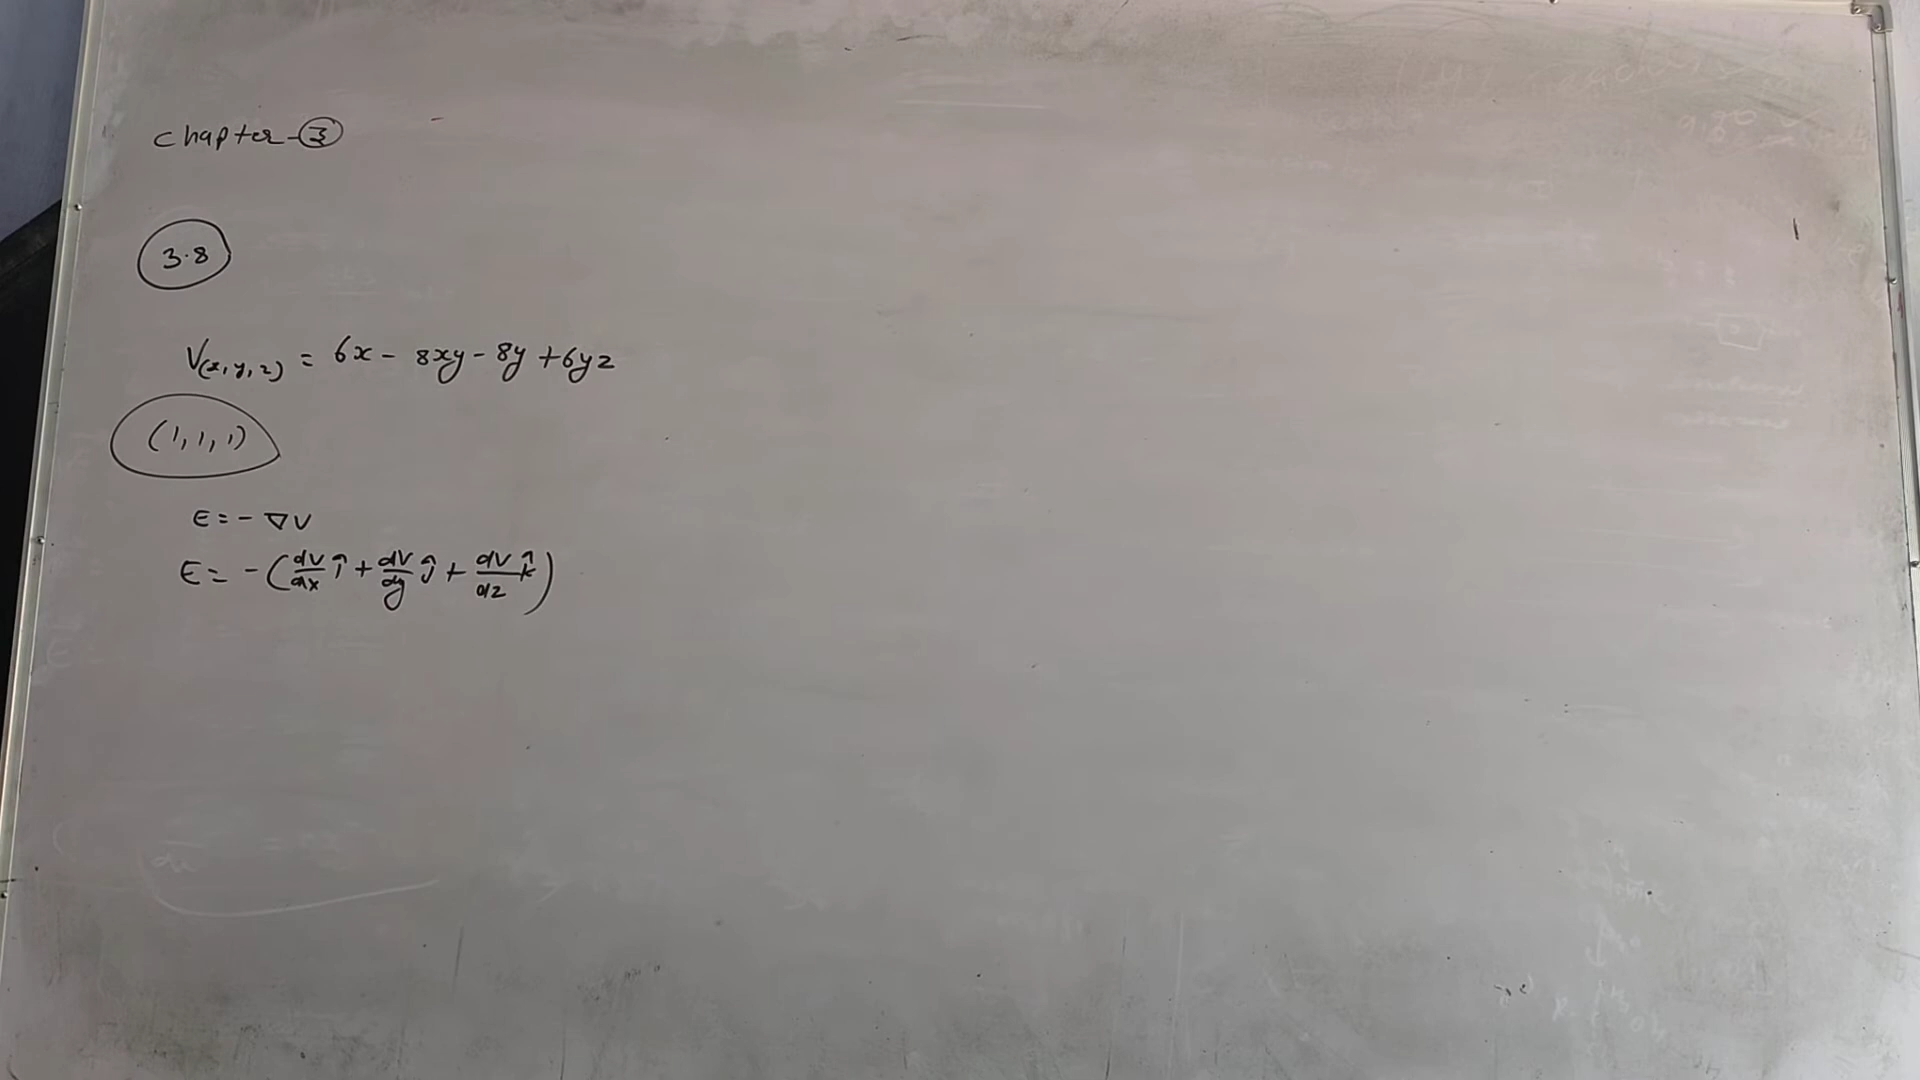 chapter-3
3.8
V(x,y,z) = 6x - 8xy - 8y + 6yz
(1,1,1)
E = - ∇V
E = - (dV/dx î + dV/dy ĵ + dV/dz k̂)